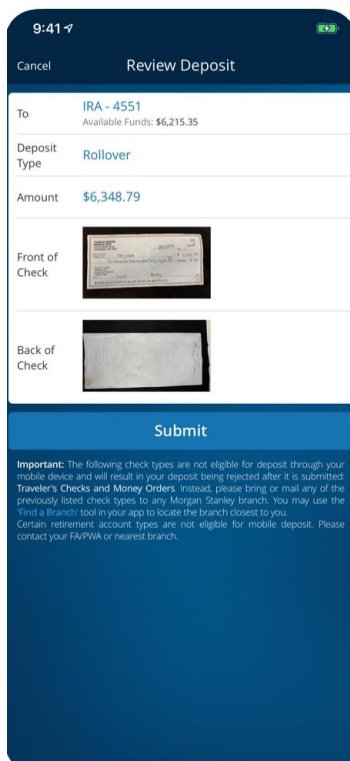 9:41
Cancel Review Deposit
To IRA - 4551
Available Funds: $6,215.35
Deposit Type Rollover
Amount $6,348.79
Front of Check
Back of Check
Submit
Important: The following check types are not eligible for deposit through your
mobile device and will result in your deposit being rejected after it is submitted:
Traveler's Checks and Money Orders. Instead, please bring or mail any of the
previously listed check types to any Morgan Stanley branch. You may use the
'Find a Branch' tool in your app to locate the branch closest to you.
Certain retirement account types are not eligible for mobile deposit. Please
contact your FA/PWA or nearest branch.